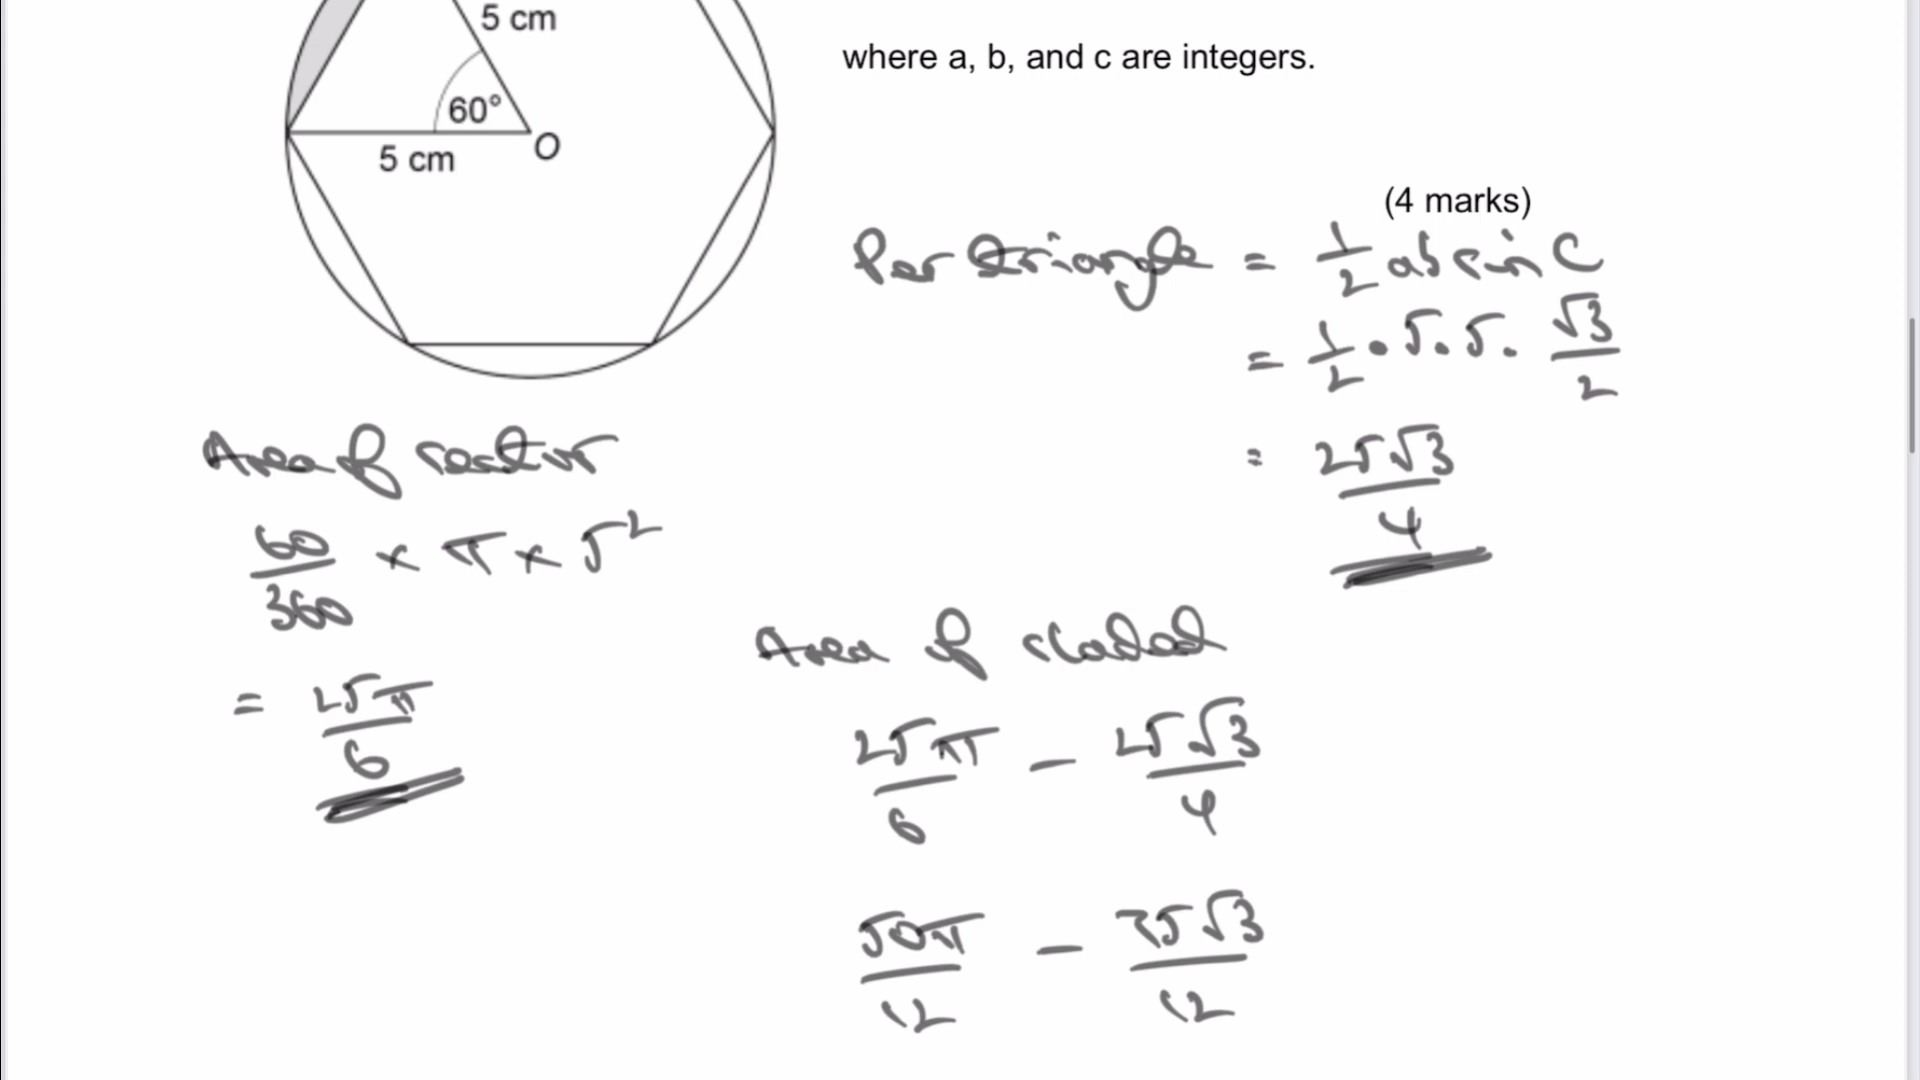 5 cm
where a, b, and c are integers.
60°
O
5 cm
(4 marks)
Per triangle = 1/2 ab sin C
= 1/2 · 5 · 5 · √3/2
= 25√3/4
Area of sector
60/360 × π × 5²
= 25π/6
Area of shaded
25π/6 − 25√3/4
50π/12 − 75√3/12